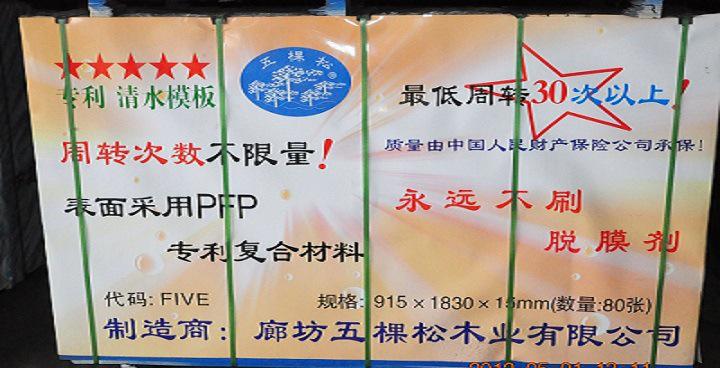 五棵松
®
专利 清水模板
最低周转30次以上!
周转次数不限量!
质量由中国人民财产保险公司承保!
表面采用PFP
永远不刷
专利复合材料
脱膜剂
代码: FIVE
规格: 915×1830×15mm(数量:80张)
制造商: 廊坊五棵松木业有限公司